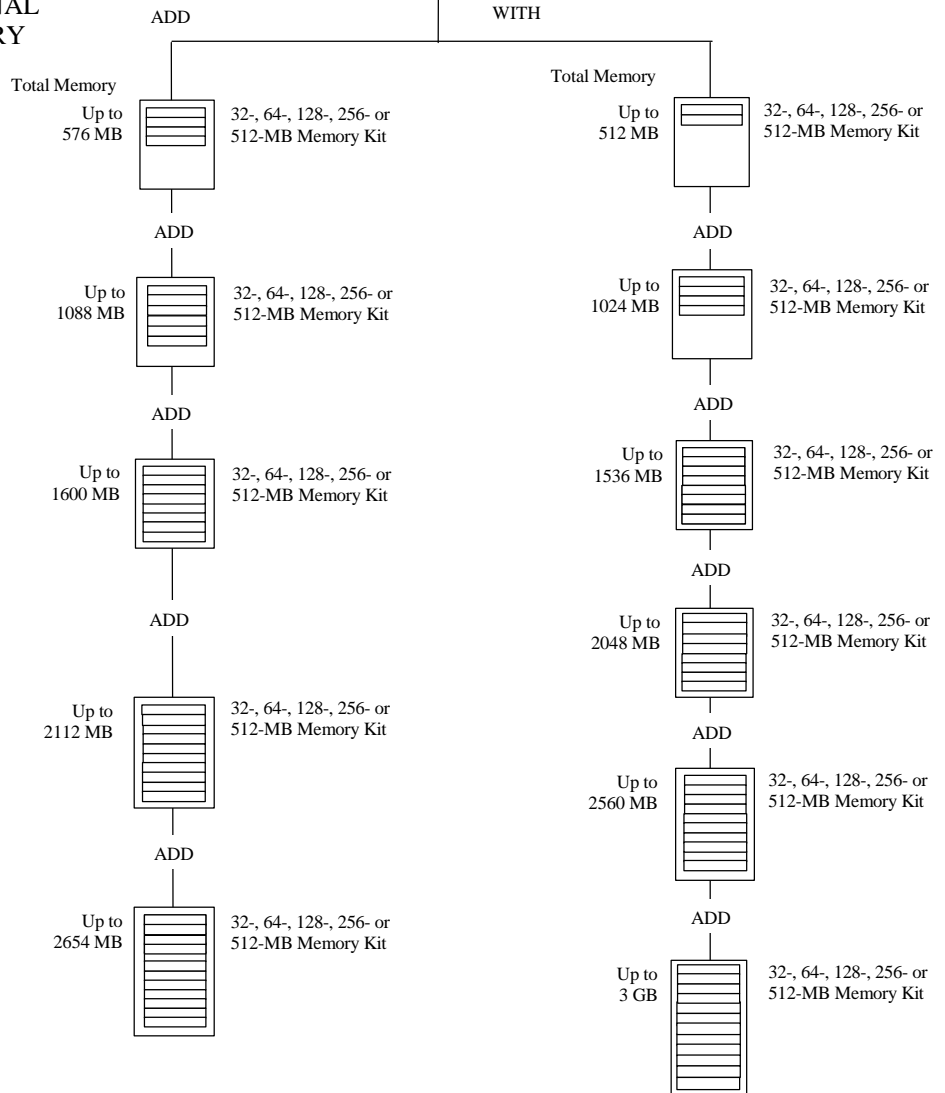 NAL
RY
ADD
WITH
Total Memory
Up to
576 MB
32-, 64-, 128-, 256- or
512-MB Memory Kit
ADD
Up to
1088 MB
32-, 64-, 128-, 256- or
512-MB Memory Kit
ADD
Up to
1600 MB
32-, 64-, 128-, 256- or
512-MB Memory Kit
ADD
Up to
2112 MB
32-, 64-, 128-, 256- or
512-MB Memory Kit
ADD
Up to
2654 MB
32-, 64-, 128-, 256- or
512-MB Memory Kit
Total Memory
Up to
512 MB
32-, 64-, 128-, 256- or
512-MB Memory Kit
ADD
Up to
1024 MB
32-, 64-, 128-, 256- or
512-MB Memory Kit
ADD
Up to
1536 MB
32-, 64-, 128-, 256- or
512-MB Memory Kit
ADD
Up to
2048 MB
32-, 64-, 128-, 256- or
512-MB Memory Kit
ADD
Up to
2560 MB
32-, 64-, 128-, 256- or
512-MB Memory Kit
ADD
Up to
3 GB
32-, 64-, 128-, 256- or
512-MB Memory Kit